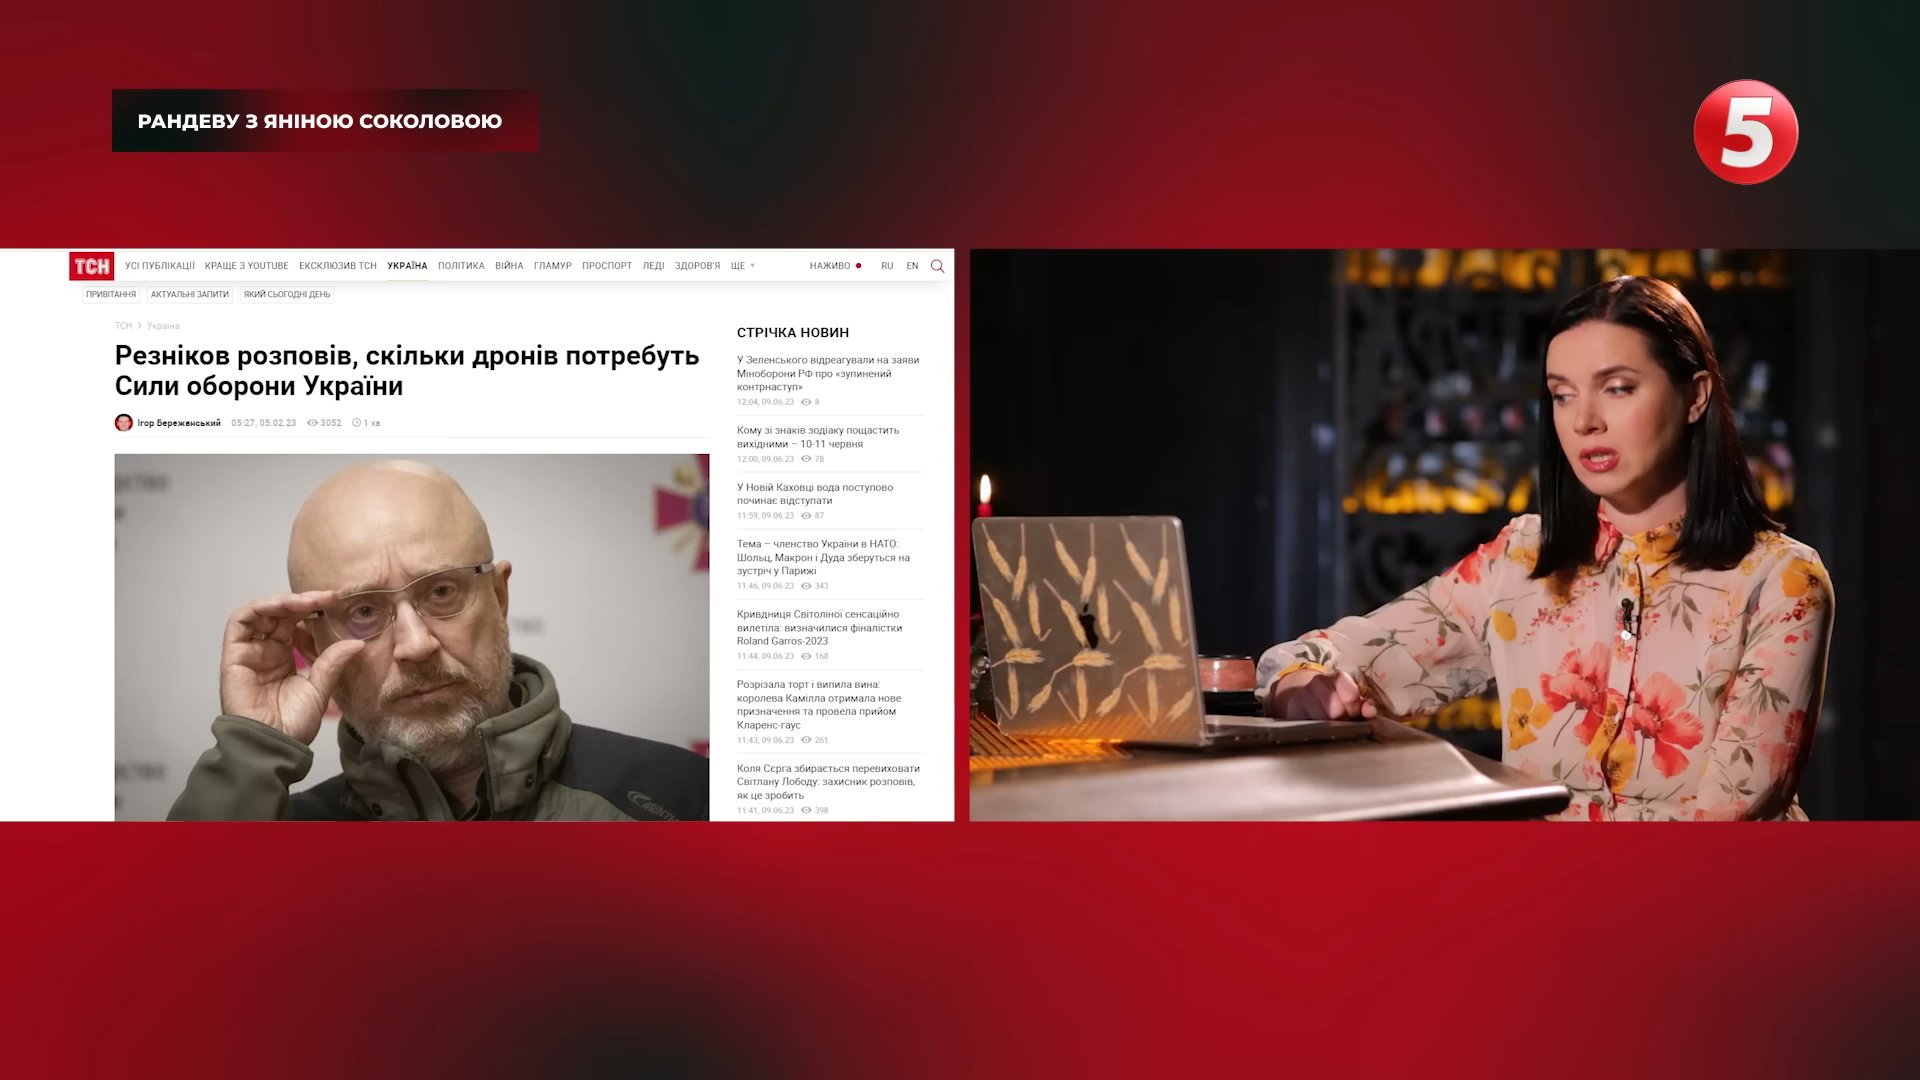 РАНДЕВУ З ЯНІНОЮ СОКОЛОВОЮ
5
ТСН УСІ ПУБЛІКАЦІЇ КРАЩЕ З YOUTUBE ЕКСКЛЮЗИВ ТСН УКРАЇНА ПОЛІТИКА ВІЙНА ГЛАМУР ПРОСПОРТ ЛЕДІ ЗДОРОВ'Я ЩЕ НАЖИВО RU EN
ПРИВІТАННЯ АКТУАЛЬНІ ЗАПИТИ ЯКИЙ СЬОГОДНІ ДЕНЬ
ТСН > Україна
Резніков розповів, скільки дронів потребуть
Сили оборони України
Ігор Бережанський 05:27, 05.02.23 3052 1 хв
СТРІЧКА НОВИН
У Зеленського відреагували на заяви
Міноборони РФ про «зупинений
контрнаступ»
12:04, 09.06.23 8
Кому зі знаків зодіаку пощастить
вихідними – 10-11 червня
12:00, 09.06.23 78
У Новій Каховці вода поступово
починає відступати
11:59, 09.06.23 87
Тема – членство України в НАТО:
Шольц, Макрон і Дуда зберуться на
зустріч у Парижі
11:46, 09.06.23 343
Кривдниця Світоліної сенсаційно
вилетіла: визначилися фіналістки
Roland Garros-2023
11:44, 09.06.23 168
Розрізала торт і випила вина:
королева Камілла отримала нове
призначення та провела прийом
Кларенс-гаус
11:43, 09.06.23 261
Коля Сєрга збирається перевиховати
Світлану Лободу: захисник розповів,
як це зробить
11:41, 09.06.23 398